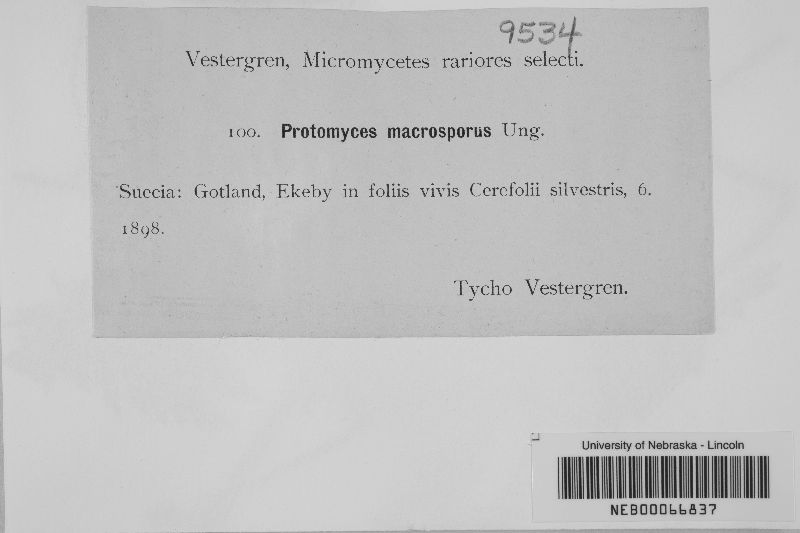 9534
Vestergren, Micromycetes rariores selecti.
100. Protomyces macrosporus Ung.
Suecia: Gotland, Ekeby in foliis vivis Cerefolii silvestris, 6.
1898.
Tycho Vestergren.
University of Nebraska - Lincoln
NEB00066837